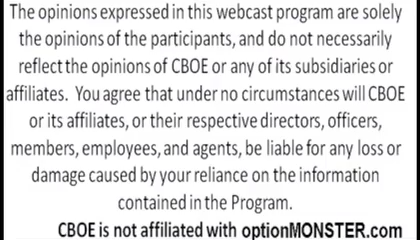 The opinions expressed in this webcast program are solely
the opinions of the participants, and do not necessarily
reflect the opinions of CBOE or any of its subsidiaries or
affiliates. You agree that under no circumstances will CBOE
or its affiliates, or their respective directors, officers,
members, employees, and agents, be liable for any loss or
damage caused by your reliance on the information
contained in the Program.
CBOE is not affiliated with optionMONSTER.com